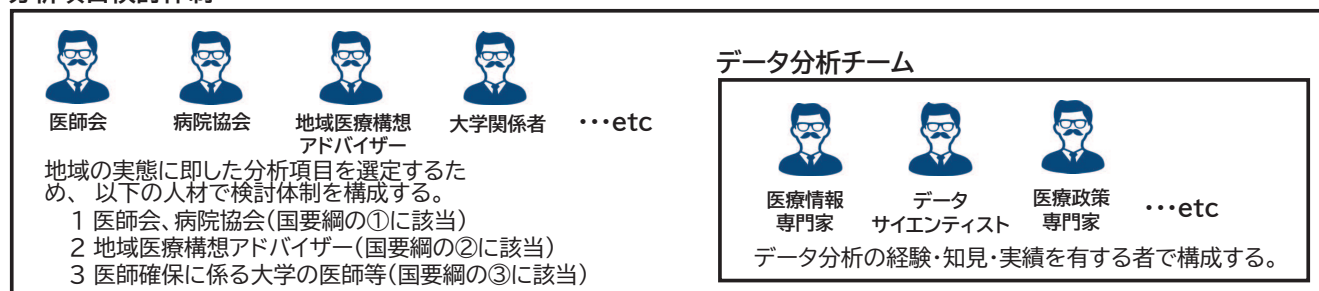 医師会
病院協会
地域医療構想
アドバイザー
大学関係者
･･･etc
地域の実態に即した分析項目を選定するた
め、以下の人材で検討体制を構成する。
1 医師会、病院協会(国要綱の①に該当)
2 地域医療構想アドバイザー(国要綱の②に該当)
3 医師確保に係る大学の医師等(国要綱の③に該当)
データ分析チーム
医療情報
専門家
データ
サイエンティスト
医療政策
専門家
･･･etc
データ分析の経験･知見･実績を有する者で構成する。